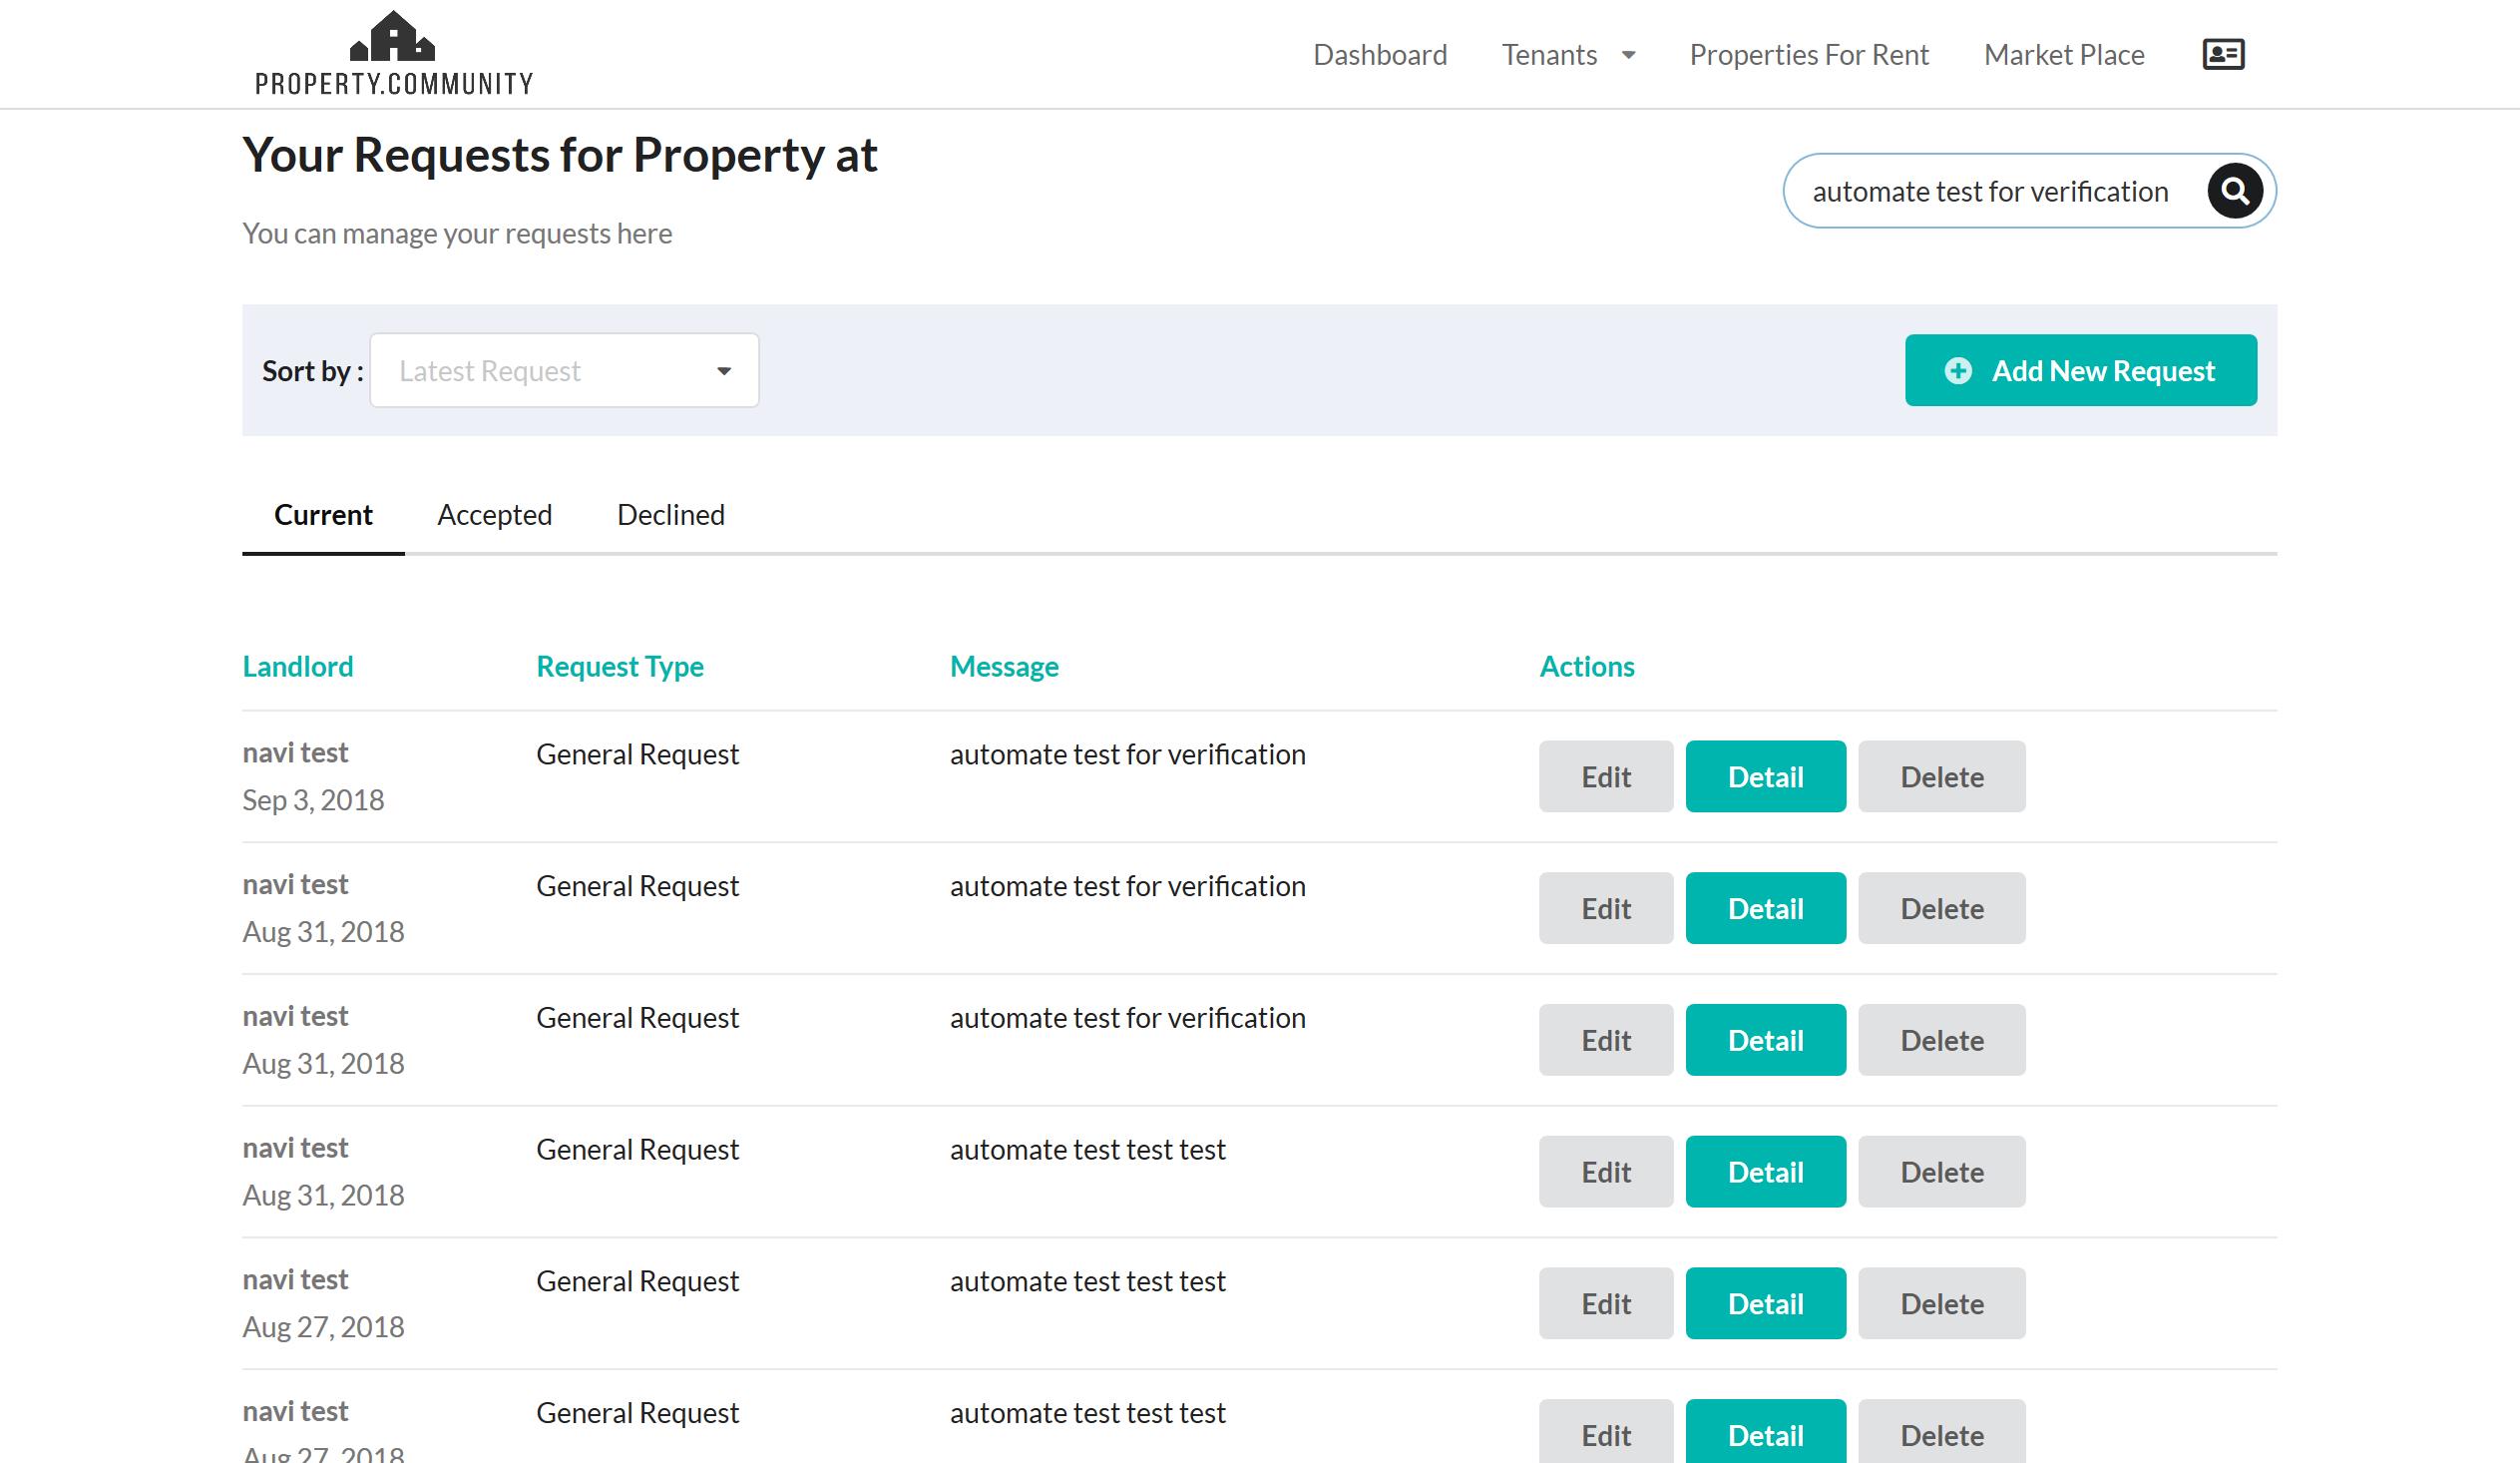 PROPERTY.COMMUNITY
Dashboard Tenants Properties For Rent Market Place
Your Requests for Property at
You can manage your requests here
automate test for verification
Sort by : Latest Request
Add New Request
Current Accepted Declined
Landlord Request Type Message Actions
navi test General Request automate test for verification Edit Detail Delete
Sep 3, 2018
navi test General Request automate test for verification Edit Detail Delete
Aug 31, 2018
navi test General Request automate test for verification Edit Detail Delete
Aug 31, 2018
navi test General Request automate test test test Edit Detail Delete
Aug 31, 2018
navi test General Request automate test test test Edit Detail Delete
Aug 27, 2018
navi test General Request automate test test test Edit Detail Delete
Aug 27, 2018